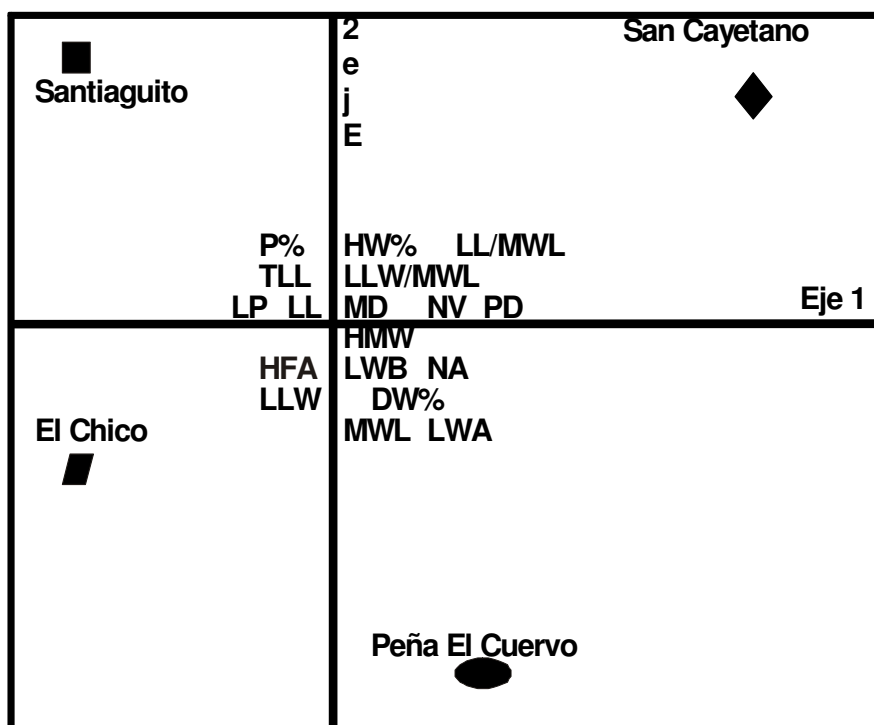 2 San Cayetano
e
Santiaguito j
E
P% HW% LL/MWL
TLL LLW/MWL
LP LL MD NV PD Eje 1
HMW
HFA LWB NA
LLW DW%
El Chico MWL LWA
Peña El Cuervo